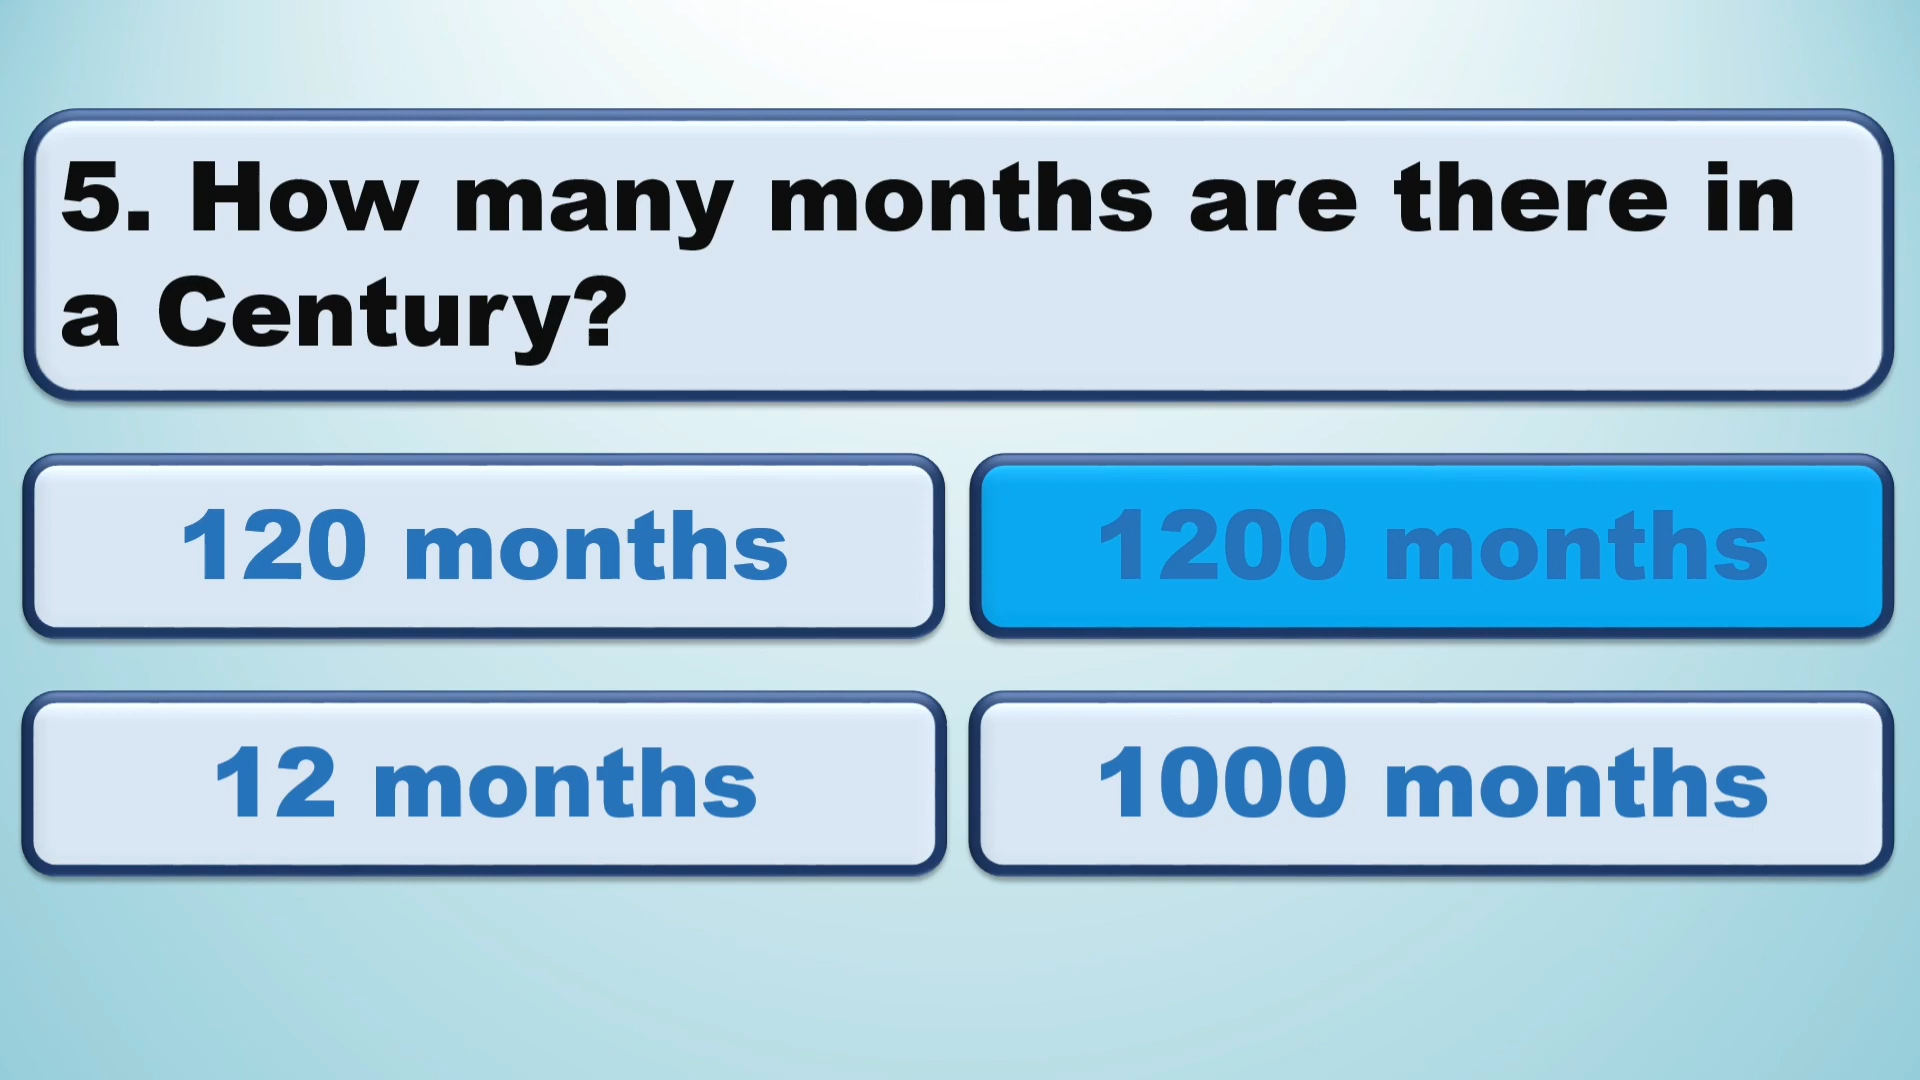 5. How many months are there in
a Century?
120 months
1200 months
12 months
1000 months